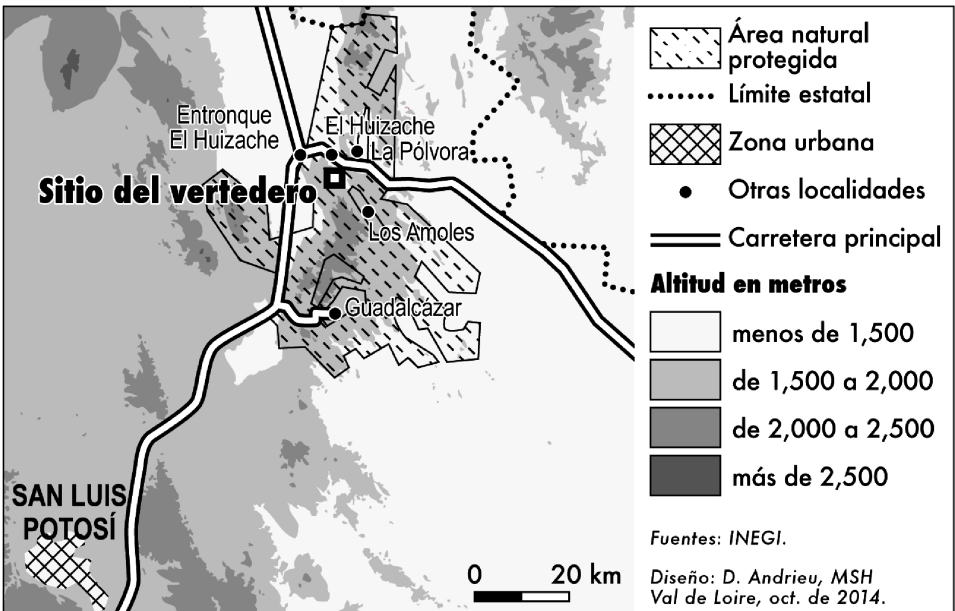 Entronque
El Huizache
El Huizache
La Pólvora
Sitio del vertedero
Los Amoles
Guadalcázar
SAN LUIS
POTOSÍ
0 20 km
Área natural
protegida
Límite estatal
Zona urbana
Otras localidades
Carretera principal
Altitud en metros
menos de 1,500
de 1,500 a 2,000
de 2,000 a 2,500
más de 2,500
Fuentes: INEGI.
Diseño: D. Andrieu, MSH
Val de Loire, oct. de 2014.